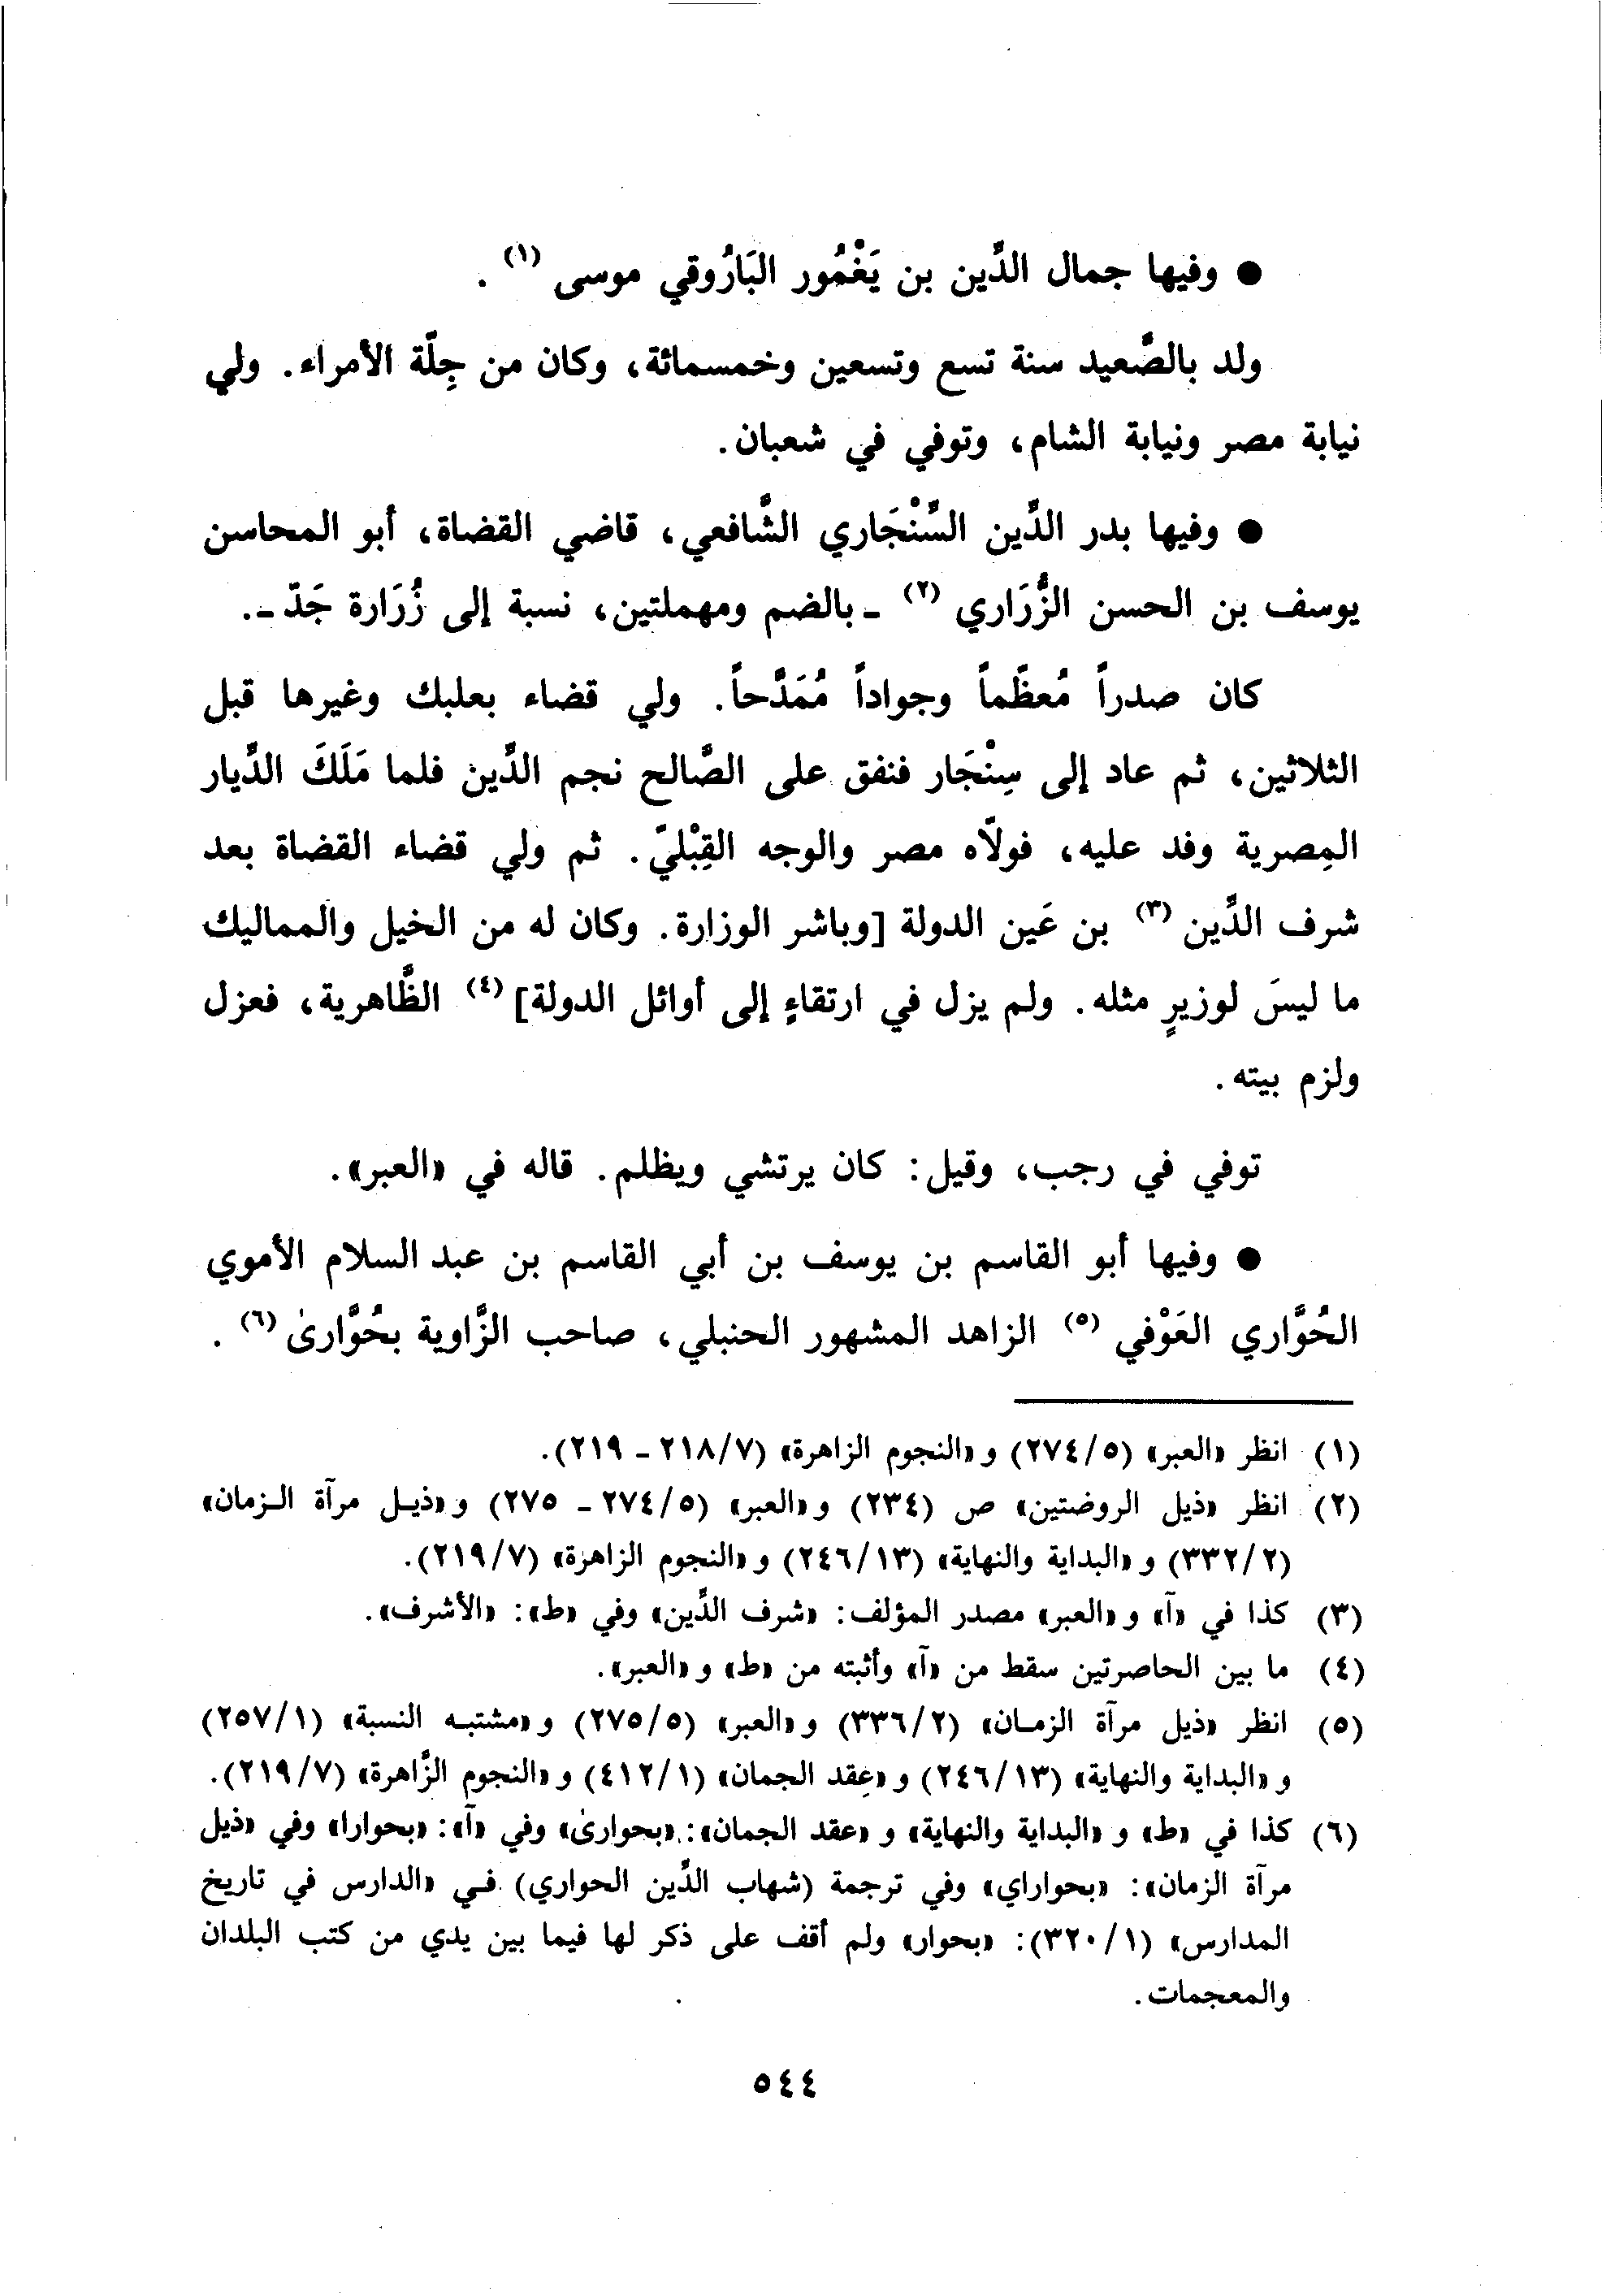 ● وفيها جمال الدِّين بن يَغْمُور البَارُوقي موسى (١) .
ولد بالصَّعيد سنة تسع وتسعين وخمسمائة، وكان من جِلّة الأمراء. ولي
نيابة مصر ونيابة الشام، وتوفي في شعبان.
● وفيها بدر الدِّين السِّنْجَاري الشَّافعي، قاضي القضاة، أبو المحاسن
يوسف بن الحسن الزُّرَاري (٢) ـ بالضم ومهملتين، نسبة إلى زُرَارة جَدّ ـ.
كان صدراً مُعظَّماً وجواداً مُمَدَّحاً. ولي قضاء بعلبك وغيرها قبل
الثلاثين، ثم عاد إلى سِنْجَار فنفق على الصَّالح نجم الدِّين فلما مَلَكَ الدِّيار
المِصرية وفد عليه، فولّاه مصر والوجه القِبْليّ. ثم ولي قضاء القضاة بعد
شرف الدِّين (٣) بن عَين الدولة [وباشر الوزارة. وكان له من الخيل والمماليك
ما ليسَ لوزيرٍ مثله. ولم يزل في ارتقاءٍ إلى أوائل الدولة] (٤) الظَّاهرية، فعزل
ولزم بيته.
توفي في رجب، وقيل: كان يرتشي ويظلم. قاله في «العبر».
● وفيها أبو القاسم بن يوسف بن أبي القاسم بن عبد السلام الأموي
الحُوَّاري العَوْفي (٥) الزاهد المشهور الحنبلي، صاحب الزَّاوية بحُوَّارىٰ (٦) .
(١) انظر «العبر» (٢٧٤/٥) و «النجوم الزاهرة» (٢١٨/٧ ـ ٢١٩).
(٢) انظر «ذيل الروضتين» ص (٢٣٤) و «العبر» (٢٧٤/٥ ـ ٢٧٥) و «ذيـل مرآة الـزمان»
(٣٣٢/٢) و «البداية والنهاية» (٢٤٦/١٣) و «النجوم الزاهزة» (٢١٩/٧).
(٣) كذا في «آ» و «العبر» مصدر المؤلف: «شرف الدِّين» وفي «ط»: «الأشرف».
(٤) ما بين الحاصرتين سقط من «آ» وأثبته من «ط» و «العبر».
(٥) انظر «ذيل مرآة الزمـان» (٣٣٦/٢) و «العبر» (٢٧٥/٥) و «مشتبـه النسبة» (٢٥٧/١)
و «البداية والنهاية» (٢٤٦/١٣) و «عِقد الجمان» (٤١٢/١) و «النجوم الزَّاهرة» (٢١٩/٧).
(٦) كذا في «ط» و «البداية والنهاية» و «عقد الجمان»: «بحوارىٰ» وفي «آ»: «بحوارا» وفي «ذيل
مرآة الزمان»: «بحواراي» وفي ترجمة (شهاب الدِّين الحواري) فـي «الدارس في تاريخ
المدارس» (٣٢٠/١): «بحوار» ولم أقف على ذكر لها فيما بين يدي من كتب البلدان
والمعجمات.
٥٤٤